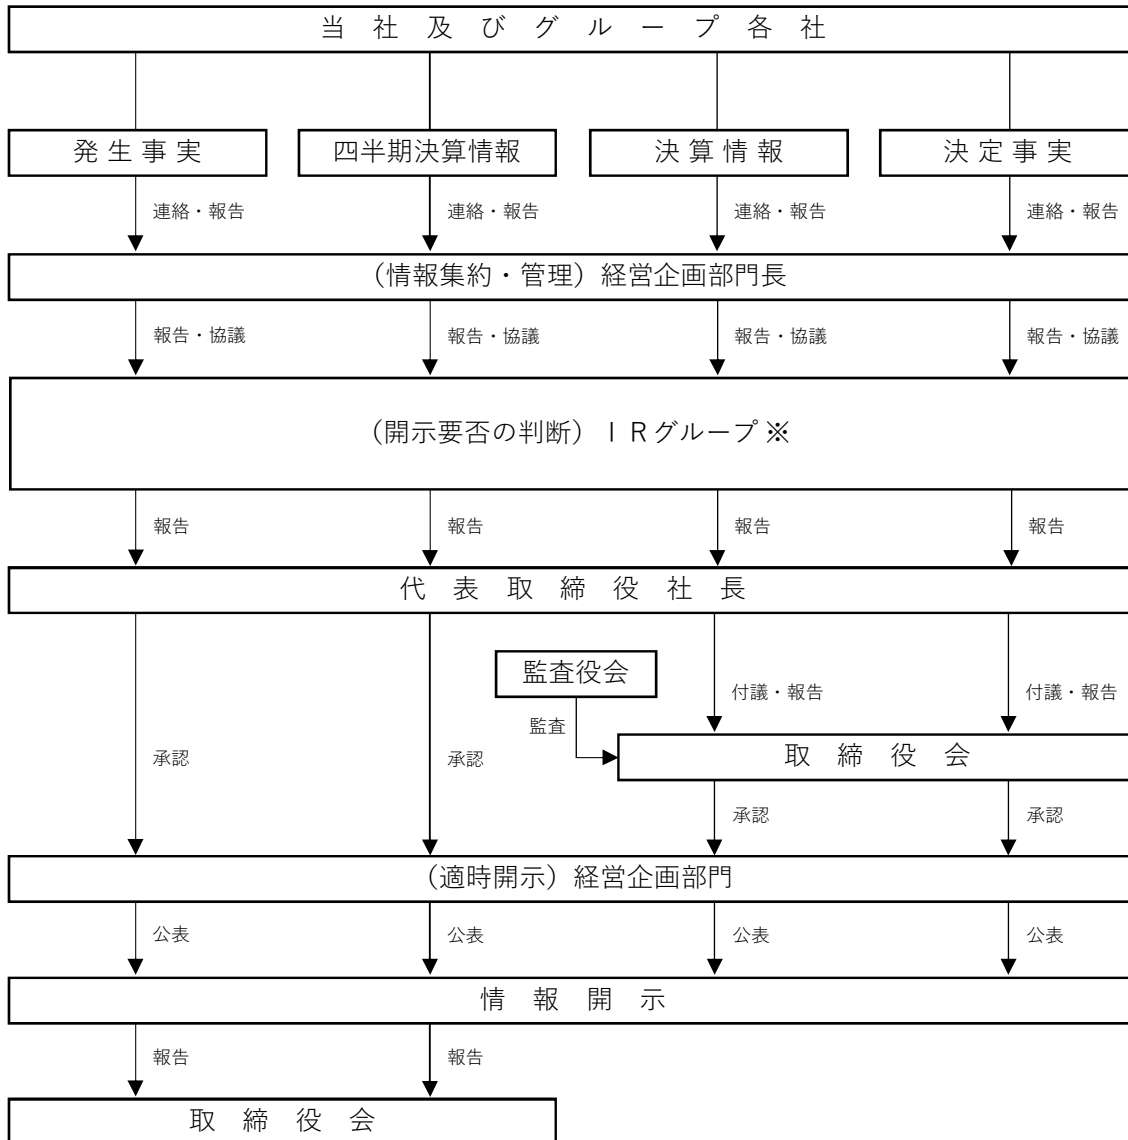 当社及びグループ各社
発生事実 四半期決算情報 決算情報 決定事実
連絡・報告 連絡・報告 連絡・報告 連絡・報告
(情報集約・管理) 経営企画部門長
報告・協議 報告・協議 報告・協議 報告・協議
(開示要否の判断) ＩＲグループ※
報告 報告 報告 報告
代表取締役社長
監査役会
付議・報告 付議・報告
監査
取締役会
承認 承認
承認 承認
(適時開示) 経営企画部門
公表 公表 公表 公表
情報開示
報告 報告
取締役会